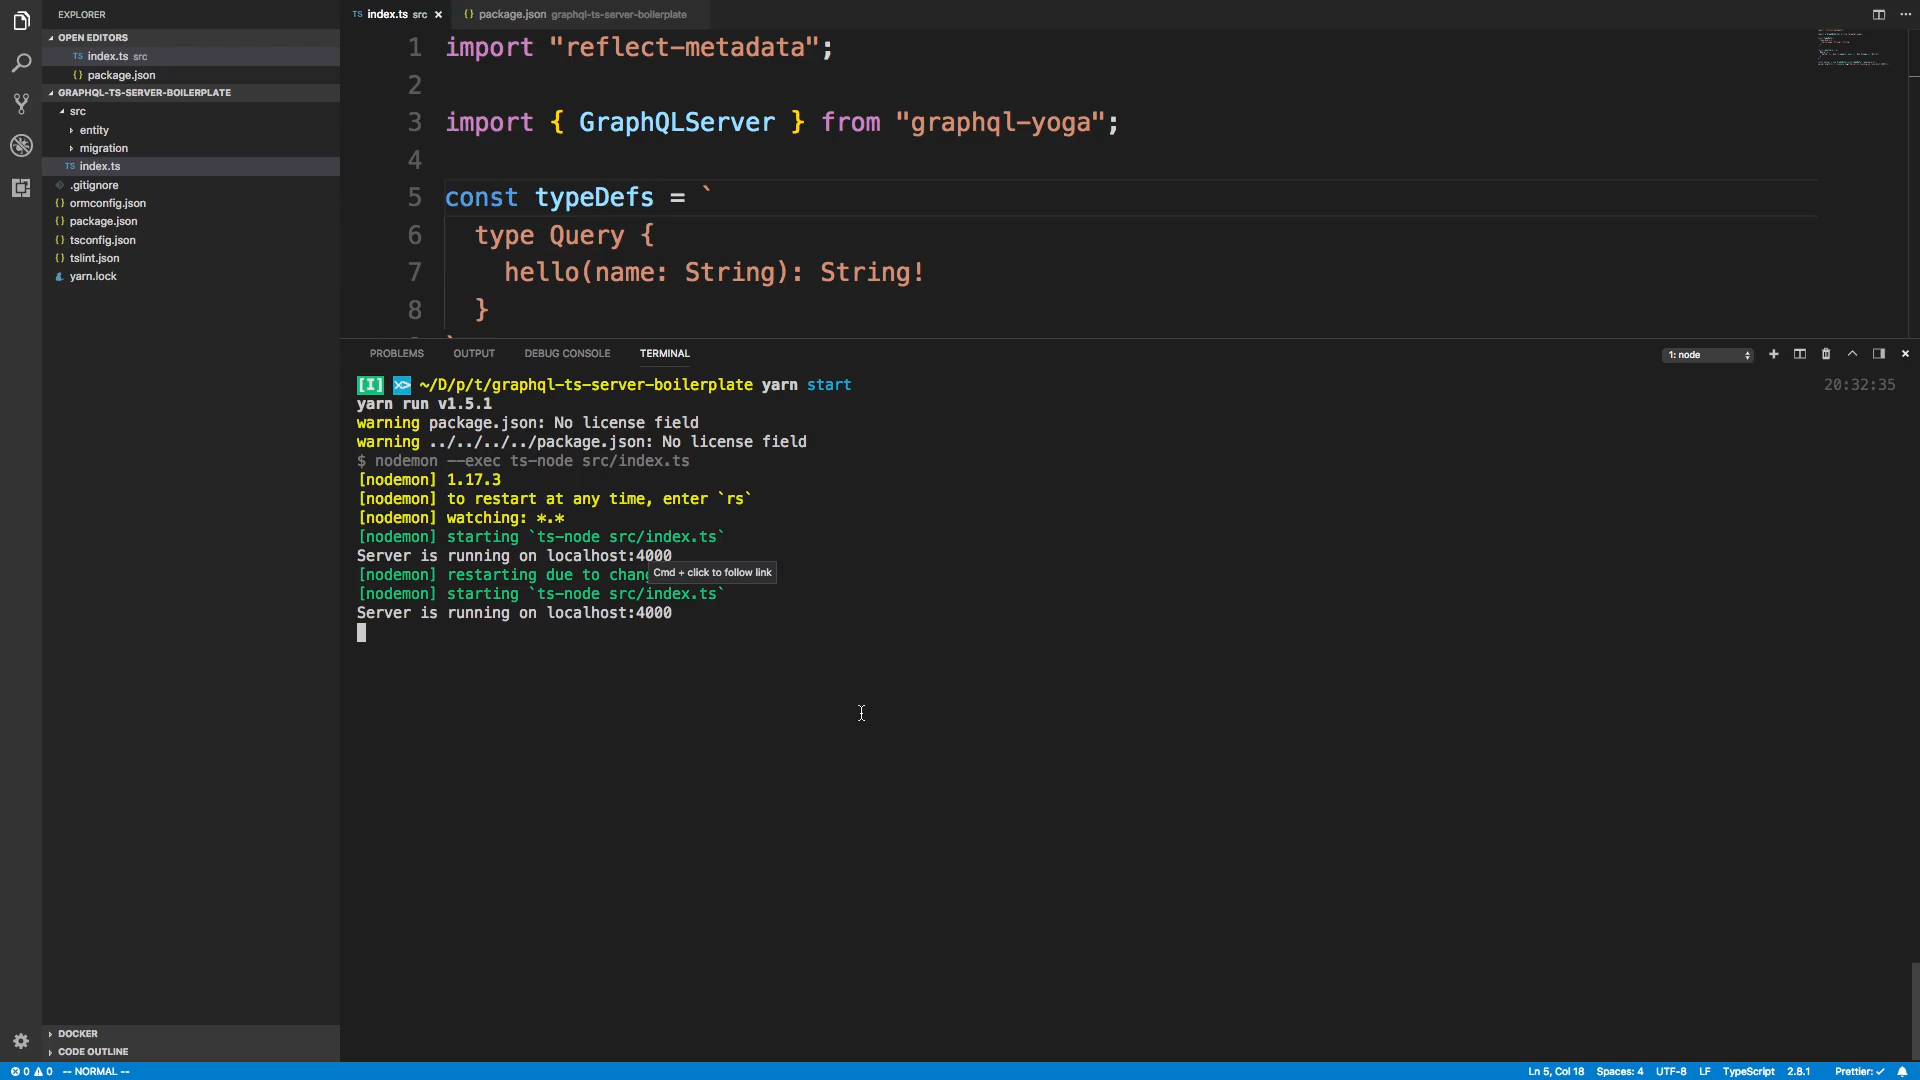 EXPLORER
OPEN EDITORS
TS index.ts src
{} package.json
GRAPHQL-TS-SERVER-BOILERPLATE
src
entity
migration
TS index.ts
.gitignore
{} ormconfig.json
{} package.json
{} tsconfig.json
{} tslint.json
yarn.lock
DOCKER
CODE OUTLINE
TS index.ts src ×
{} package.json graphql-ts-server-boilerplate
1 import "reflect-metadata";
2
3 import { GraphQLServer } from "graphql-yoga";
4
5 const typeDefs = `
6 type Query {
7 hello(name: String): String!
8 }
PROBLEMS OUTPUT DEBUG CONSOLE TERMINAL
1: node
[I] >> ~/D/p/t/graphql-ts-server-boilerplate yarn start 20:32:35
yarn run v1.5.1
warning package.json: No license field
warning ../../../../package.json: No license field
$ nodemon --exec ts-node src/index.ts
[nodemon] 1.17.3
[nodemon] to restart at any time, enter `rs`
[nodemon] watching: *.*
[nodemon] starting `ts-node src/index.ts`
Server is running on localhost:4000
[nodemon] restarting due to chan
Cmd + click to follow link
[nodemon] starting `ts-node src/index.ts`
Server is running on localhost:4000
0 0 -- NORMAL -- Ln 5, Col 18 Spaces: 4 UTF-8 LF TypeScript 2.8.1 Prettier: ✓